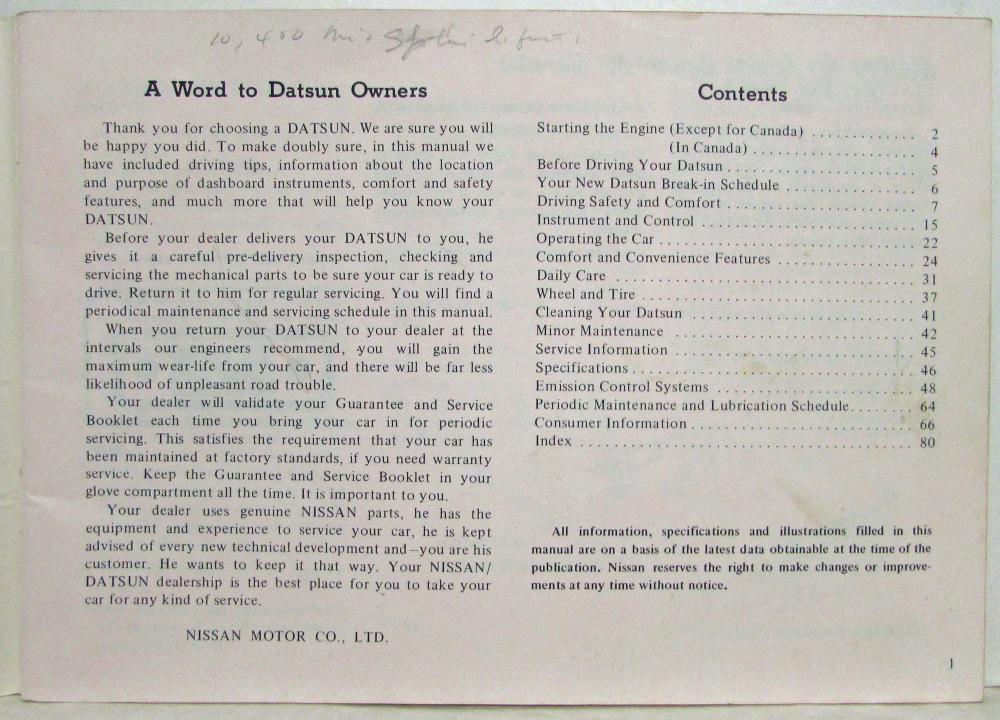 10,400
A Word to Datsun Owners
Thank you for choosing a DATSUN. We are sure you will
be happy you did. To make doubly sure, in this manual we
have included driving tips, information about the location
and purpose of dashboard instruments, comfort and safety
features, and much more that will help you know your
DATSUN.
Before your dealer delivers your DATSUN to you, he
gives it a careful pre-delivery inspection, checking and
servicing the mechanical parts to be sure your car is ready to
drive. Return it to him for regular servicing. You will find a
periodical maintenance and servicing schedule in this manual.
When you return your DATSUN to your dealer at the
intervals our engineers recommend, you will gain the
maximum wear-life from your car, and there will be far less
likelihood of unpleasant road trouble.
Your dealer will validate your Guarantee and Service
Booklet each time you bring your car in for periodic
servicing. This satisfies the requirement that your car has
been maintained at factory standards, if you need warranty
service. Keep the Guarantee and Service Booklet in your
glove compartment all the time. It is important to you.
Your dealer uses genuine NISSAN parts, he has the
equipment and experience to service your car, he is kept
advised of every new technical development and—you are his
customer. He wants to keep it that way. Your NISSAN/
DATSUN dealership is the best place for you to take your
car for any kind of service.
NISSAN MOTOR CO., LTD.
Contents
Starting the Engine (Except for Canada) . . . . . . . . . . . . 2
(In Canada) . . . . . . . . . . . . . . . . . . . 4
Before Driving Your Datsun . . . . . . . . . . . . . . . . . . . . . . 5
Your New Datsun Break-in Schedule . . . . . . . . . . . . . . . 6
Driving Safety and Comfort . . . . . . . . . . . . . . . . . . . . . . 7
Instrument and Control . . . . . . . . . . . . . . . . . . . . . . . . 15
Operating the Car . . . . . . . . . . . . . . . . . . . . . . . . . . . . 22
Comfort and Convenience Features . . . . . . . . . . . . . . . . 24
Daily Care . . . . . . . . . . . . . . . . . . . . . . . . . . . . . . . . . 31
Wheel and Tire . . . . . . . . . . . . . . . . . . . . . . . . . . . . . . 37
Cleaning Your Datsun . . . . . . . . . . . . . . . . . . . . . . . . . 41
Minor Maintenance . . . . . . . . . . . . . . . . . . . . . . . . . . . 42
Service Information . . . . . . . . . . . . . . . . . . . . . . . . . . 45
Specifications . . . . . . . . . . . . . . . . . . . . . . . . . . . . . . . 46
Emission Control Systems . . . . . . . . . . . . . . . . . . . . . . 48
Periodic Maintenance and Lubrication Schedule. . . . . . . 64
Consumer Information . . . . . . . . . . . . . . . . . . . . . . . . 66
Index . . . . . . . . . . . . . . . . . . . . . . . . . . . . . . . . . . . . . 80
All information, specifications and illustrations filled in this
manual are on a basis of the latest data obtainable at the time of the
publication. Nissan reserves the right to make changes or improve-
ments at any time without notice.
1